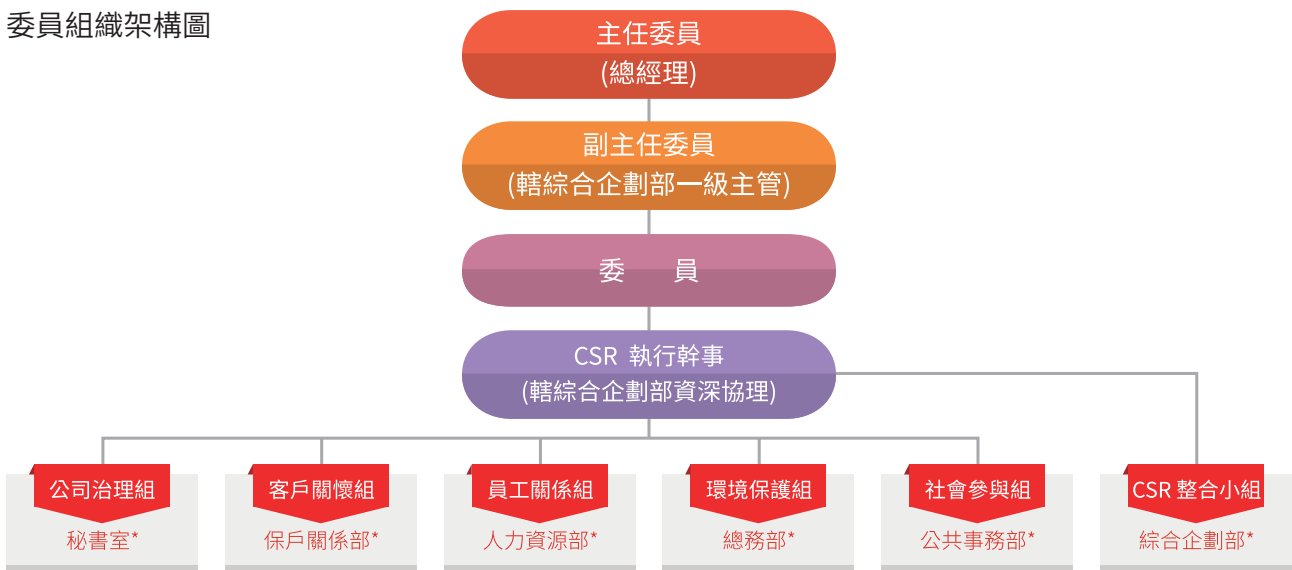 委員組織架構圖
主任委員
(總經理)
副主任委員
(轄綜合企劃部一級主管)
委 員
CSR 執行幹事
(轄綜合企劃部資深協理)
公司治理組
秘書室*
客戶關懷組
保戶關係部*
員工關係組
人力資源部*
環境保護組
總務部*
社會參與組
公共事務部*
CSR 整合小組
綜合企劃部*